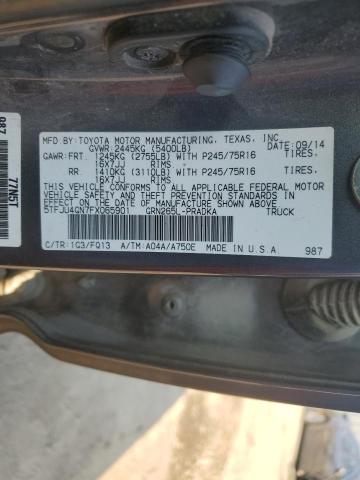 MFD. BY: TOYOTA MOTOR MANUFACTURING, TEXAS, INC.
GVWR: 2445KG (5400LB) DATE: 09/14
GAWR: FRT. 1245KG (2755LB) WITH P245/75R16 TIRES,
16X7JJ RIMS
RR. 1410KG (3110LB) WITH P245/75R16 TIRES,
16X7JJ RIMS
THIS VEHICLE CONFORMS TO ALL APPLICABLE FEDERAL MOTOR
VEHICLE SAFETY, BUMPER, AND THEFT PREVENTION STANDARDS
IN EFFECT ON THE DATE OF MANUFACTURE SHOWN ABOVE.
5TFJU4GN7FX065901 GRN265L-PRADKA TRUCK
C/TR: 1G3/FQ13 A/TM: A04A/A750E MADE IN U.S.A.
987
987
77N5T